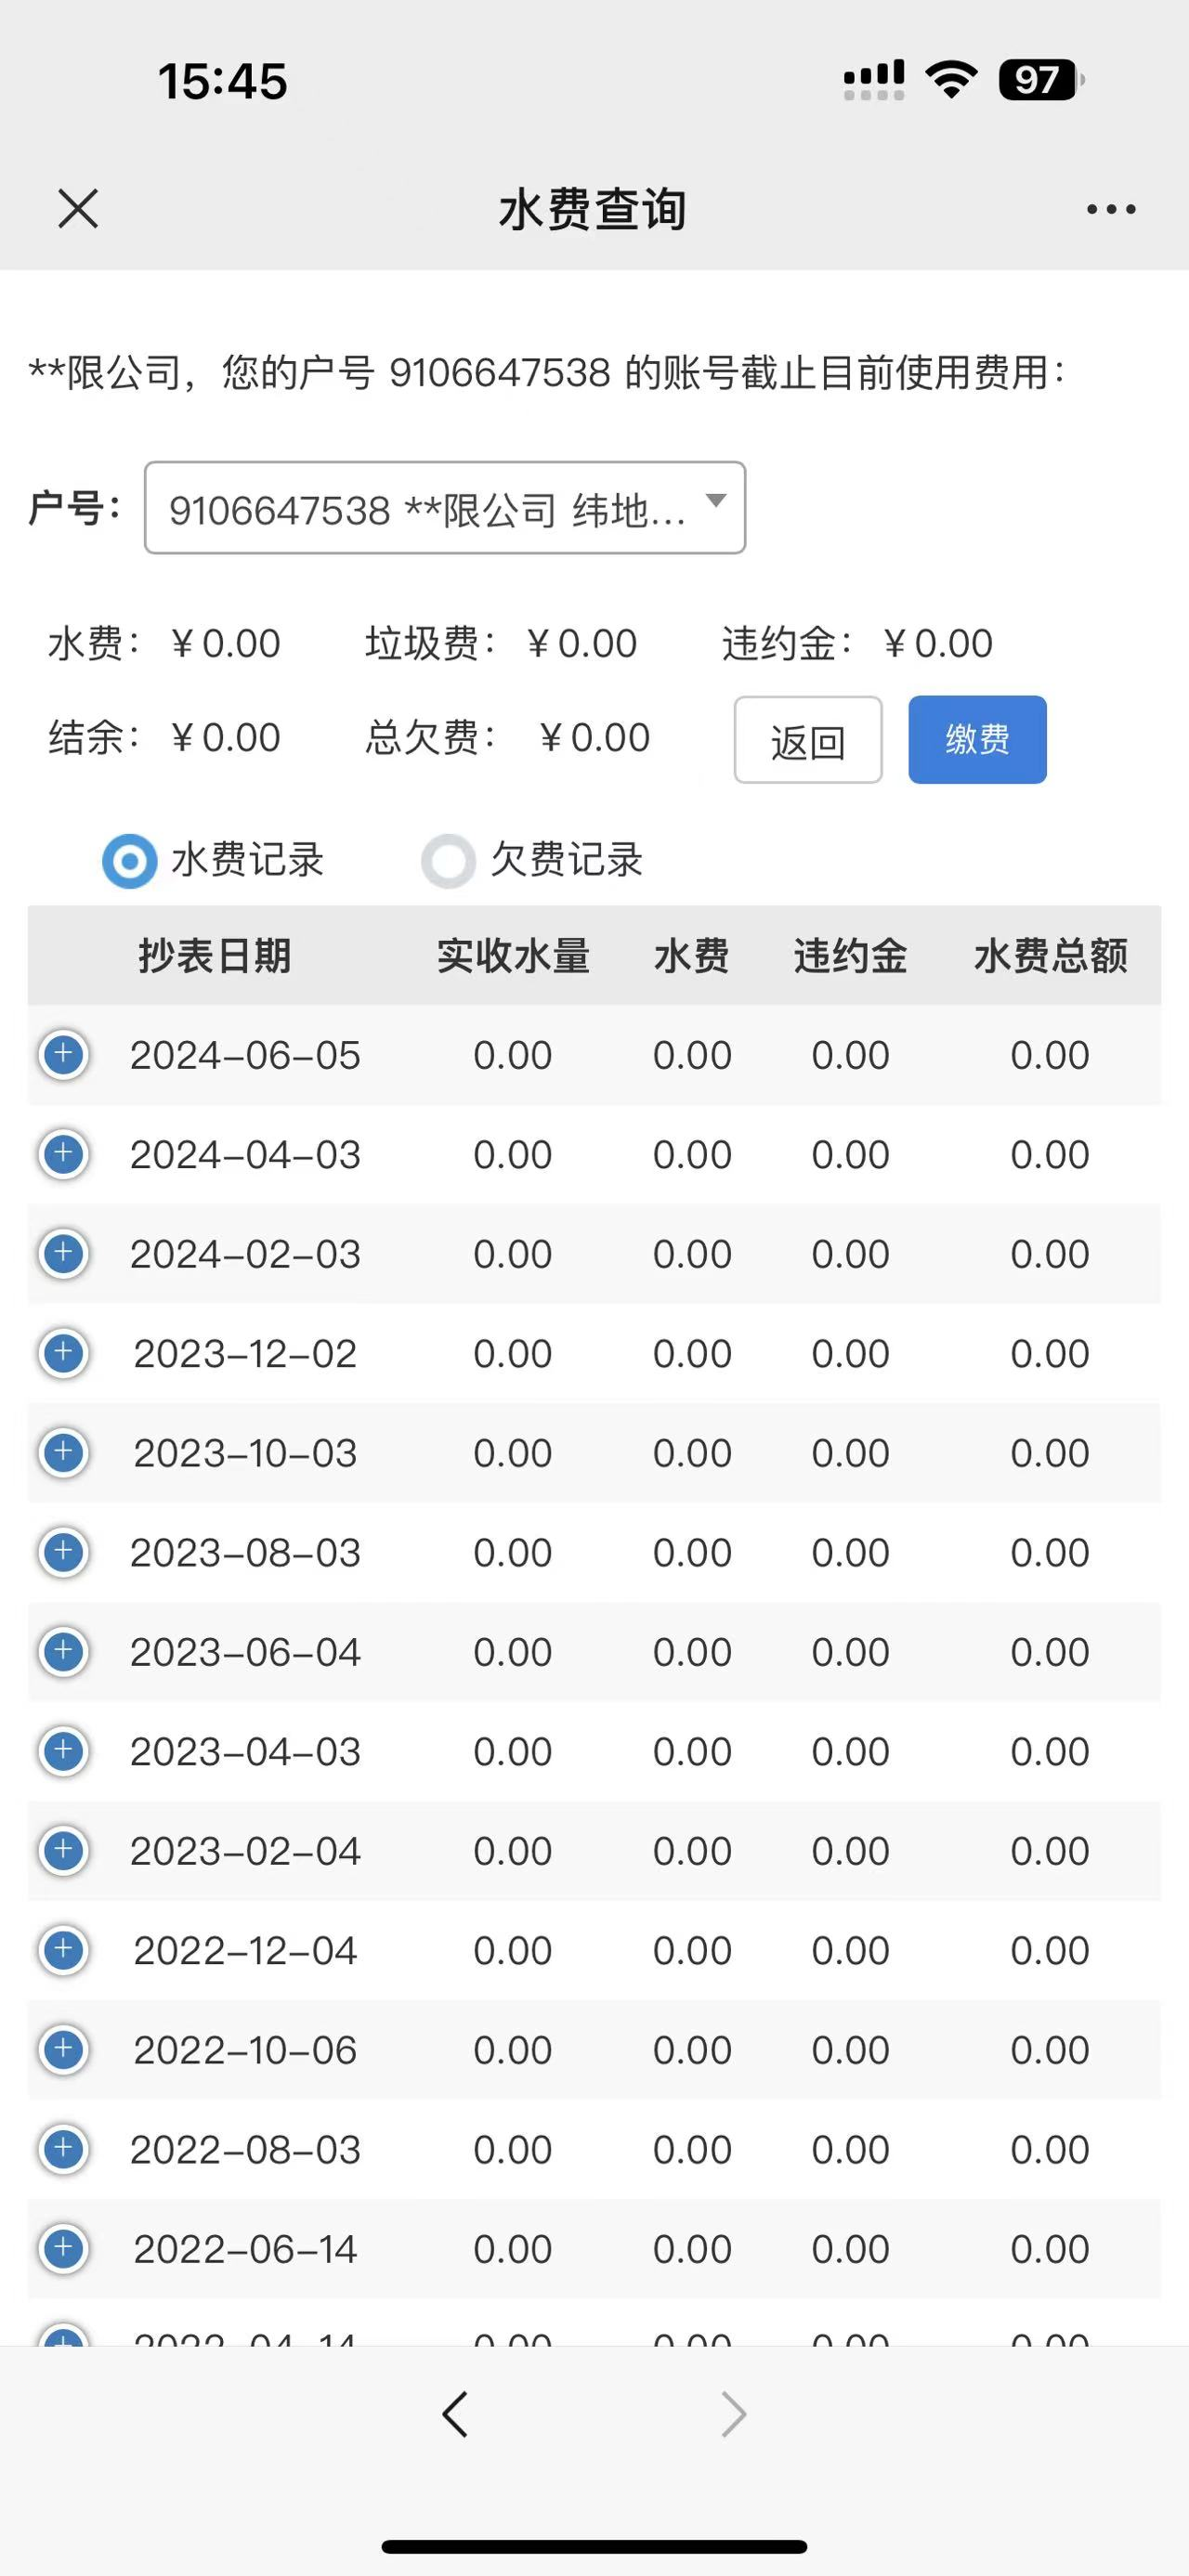 15:45
97
水费查询
**限公司，您的户号 9106647538 的账号截止目前使用费用：
户号： 9106647538 **限公司 纬地...
水费： ￥0.00 垃圾费： ￥0.00 违约金： ￥0.00
结余： ￥0.00 总欠费： ￥0.00 返回 缴费
水费记录 欠费记录
抄表日期 实收水量 水费 违约金 水费总额
2024-06-05 0.00 0.00 0.00 0.00
2024-04-03 0.00 0.00 0.00 0.00
2024-02-03 0.00 0.00 0.00 0.00
2023-12-02 0.00 0.00 0.00 0.00
2023-10-03 0.00 0.00 0.00 0.00
2023-08-03 0.00 0.00 0.00 0.00
2023-06-04 0.00 0.00 0.00 0.00
2023-04-03 0.00 0.00 0.00 0.00
2023-02-04 0.00 0.00 0.00 0.00
2022-12-04 0.00 0.00 0.00 0.00
2022-10-06 0.00 0.00 0.00 0.00
2022-08-03 0.00 0.00 0.00 0.00
2022-06-14 0.00 0.00 0.00 0.00